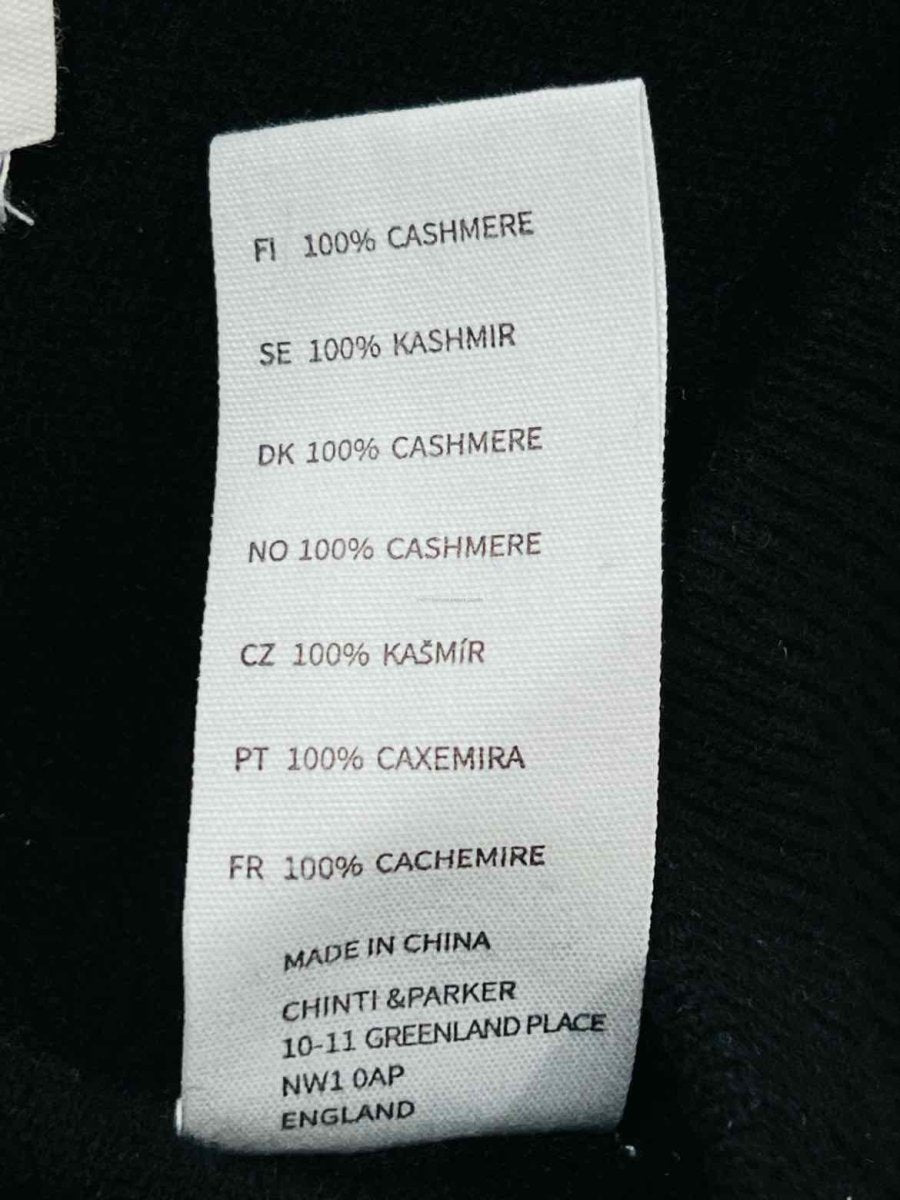 FI 100% CASHMERE
SE 100% KASHMIR
DK 100% CASHMERE
NO 100% CASHMERE
CZ 100% KAŠMÍR
PT 100% CAXEMIRA
FR 100% CACHEMIRE
MADE IN CHINA
CHINTI &PARKER
10-11 GREENLAND PLACE
NW1 0AP
ENGLAND